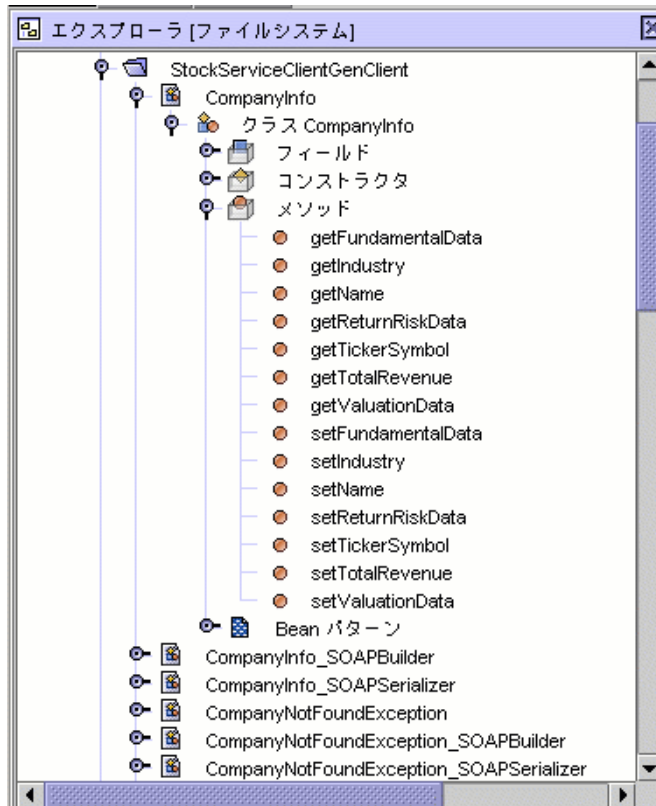 エクスプローラ [ファイルシステム]
StockServiceClientGenClient
CompanyInfo
クラス CompanyInfo
フィールド
コンストラクタ
メソッド
getFundamentalData
getIndustry
getName
getReturnRiskData
getTickerSymbol
getTotalRevenue
getValuationData
setFundamentalData
setIndustry
setName
setReturnRiskData
setTickerSymbol
setTotalRevenue
setValuationData
Bean パターン
CompanyInfo_SOAPBuilder
CompanyInfo_SOAPSerializer
CompanyNotFoundException
CompanyNotFoundException_SOAPBuilder
CompanyNotFoundException_SOAPSerializer